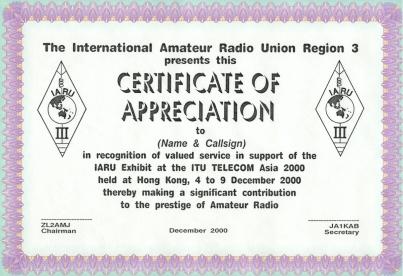 The International Amateur Radio Union Region 3
presents this
CERTIFICATE OF
APPRECIATION
to
(Name & Callsign)
in recognition of valued service in support of the
IARU Exhibit at the ITU TELECOM Asia 2000
held at Hong Kong, 4 to 9 December 2000
thereby making a significant contribution
to the prestige of Amateur Radio
IARU
III
IARU
III
ZL2AMJ
Chairman
December 2000
JA1KAB
Secretary